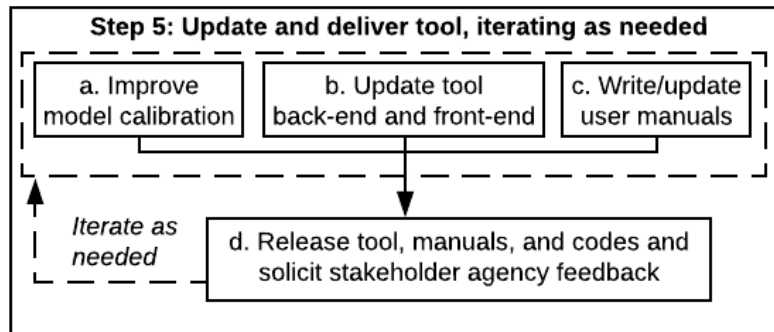 Step 5: Update and deliver tool, iterating as needed
a. Improve
model calibration
b. Update tool
back-end and front-end
c. Write/update
user manuals
Iterate as
needed
d. Release tool, manuals, and codes and
solicit stakeholder agency feedback